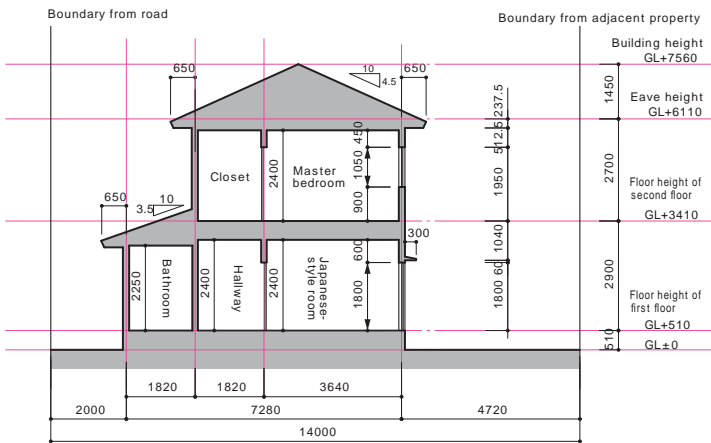 Boundary from road
Boundary from adjacent property
Building height
GL+7560
650
10
4.5
650
1450
237.5
Eave height
GL+6110
512.5
450
1050
900
2400
Closet
Master
bedroom
1950
2700
Floor height of
second floor
GL+3410
650
10
3.5
300
600
1040
60
1800
1800
2900
2250
Bathroom
2400
Hallway
2400
Japanese-
style room
Floor height of
first floor
GL+510
510
GL±0
1820
1820
3640
2000
7280
4720
14000